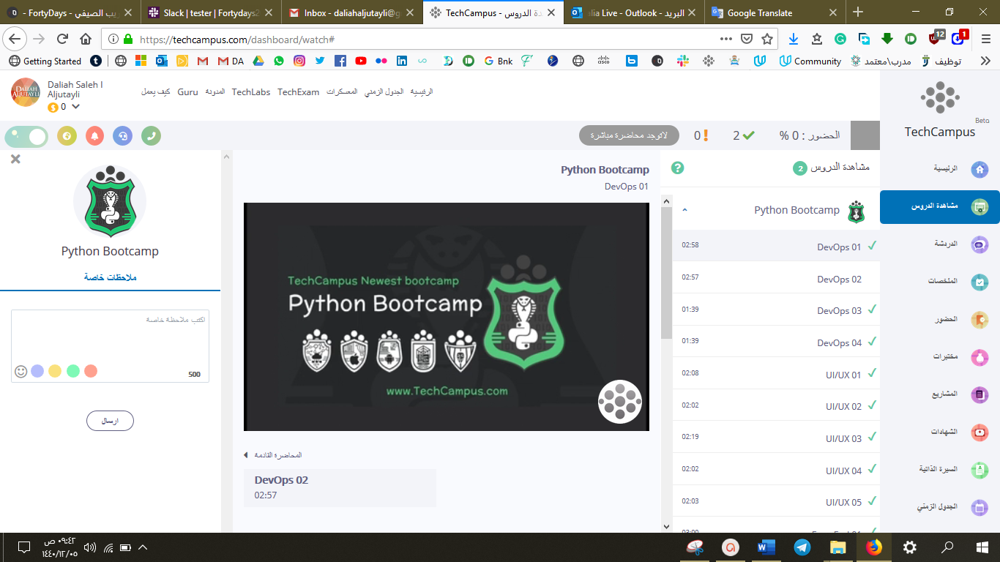 FortyDays - ريب الصيفي
Slack | tester | Fortydays2
Inbox - daliahaljutayli@g
TechCampus - دة الدروس
Live - Outlook - البريد
Google Translate
https://techcampus.com/dashboard/watch#
12
1
Getting Started
DA
G Bnk
Community
مدرب\معتمد
توظيف
Daliah Saleh I
Aljutayli
0
كيف يعمل
Guru
المدونة
TechLabs
TechExam
المعسكرات
الجدول الزمني
الرئيسية
Beta
TechCampus
لاتوجد محاضرة مباشرة
0
2
الحضور : 0 %
Python Bootcamp
ملاحظات خاصة
اكتب ملاحظة خاصة
500
ارسال
Python Bootcamp
DevOps 01
TechCampus Newest bootcamp
Python Bootcamp
www.TechCampus.com
المحاضرة القادمة
DevOps 02
02:57
مشاهدة الدروس 2
Python Bootcamp
02:58 DevOps 01
02:57 DevOps 02
01:39 DevOps 03
01:39 DevOps 04
02:08 UI/UX 01
02:02 UI/UX 02
02:19 UI/UX 03
02:02 UI/UX 04
02:03 UI/UX 05
الرئيسية
مشاهدة الدروس
الدردشة
الملخصات
الحضور
مختبرات
المشاريع
الشهادات
السيرة الذاتية
الجدول الزمني
٠٩:٤٢ ص
١٤٤٠/١٢/٠٥